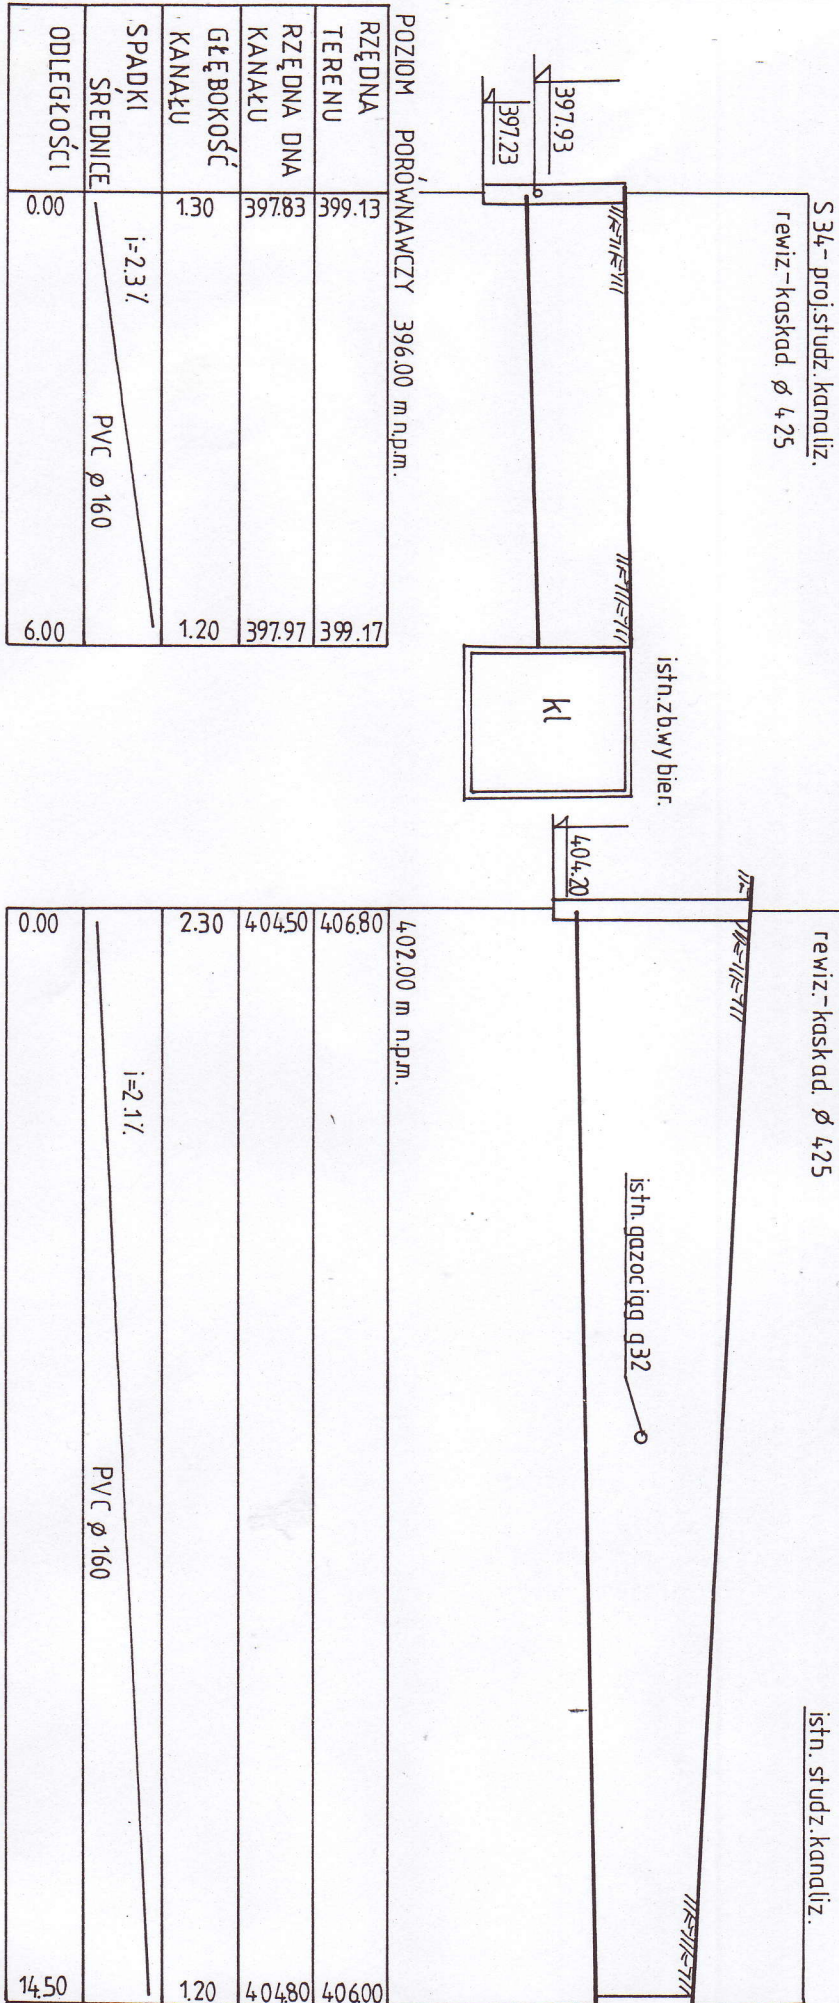 S 34- proj.studz. kanaliz.
rewiz.-kaskad. ø 425
istn.zb.wybier.
397.93
397.23
kl
POZIOM PORÓWNAWCZY 396.00 m n.p.m.
RZĘDNA TERENU 399.13 399.17
RZĘDNA DNA KANAŁU 397.83 397.97
GŁĘBOKOŚĆ KANAŁU 1.30 1.20
SPADKI ŚREDNICE i=2.3% PVC ø 160
ODLEGŁOŚCI 0.00 6.00
rewiz.-kaskad. ø 425
istn. studz.kanaliz.
404.20
istn. gazociąg g32
402.00 m n.p.m.
406.80 406.00
404.50 404.80
2.30 1.20
i=2.1% PVC ø 160
0.00 14.50